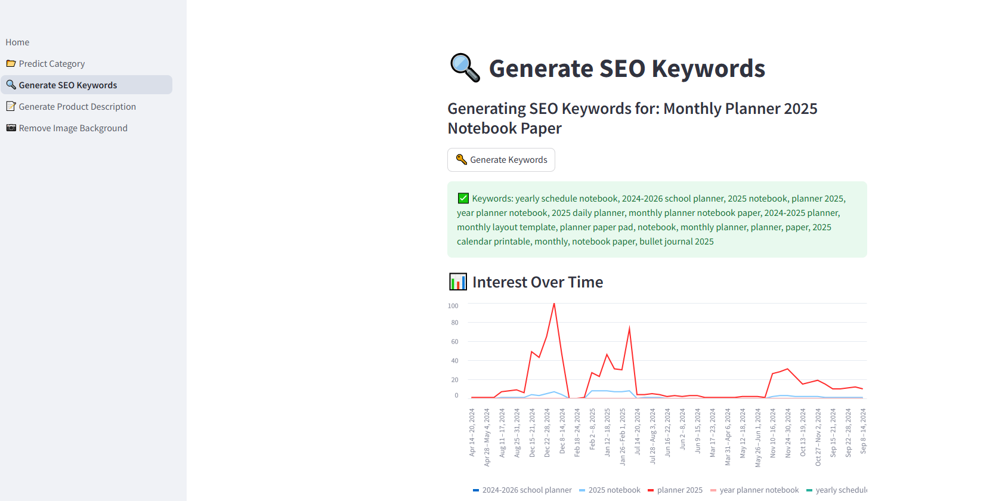 Home
Predict Category
Generate SEO Keywords
Generate Product Description
Remove Image Background
Generate SEO Keywords
Generating SEO Keywords for: Monthly Planner 2025
Notebook Paper
Generate Keywords
Keywords: yearly schedule notebook, 2024-2026 school planner, 2025 notebook, planner 2025,
year planner notebook, 2025 daily planner, monthly planner notebook paper, 2024-2025 planner,
monthly layout template, planner paper pad, notebook, monthly planner, planner, paper, 2025
calendar printable, monthly, notebook paper, bullet journal 2025
Interest Over Time
100
80
60
40
20
0
Apr 14 – 20, 2024
Apr 28 – May 4, 2024
Aug 11 – 17, 2024
Aug 25 – 31, 2024
Dec 15 – 21, 2024
Dec 22 – 28, 2024
Dec 8 – 14, 2024
Feb 18 – 24, 2024
Feb 2 – 8, 2025
Jan 12 – 18, 2025
Jan 26 – Feb 1, 2025
Jul 14 – 20, 2024
Jul 28 – Aug 3, 2024
Jun 16 – 22, 2024
Jun 2 – 8, 2024
Jun 9 – 15, 2024
Mar 17 – 23, 2024
Mar 31 – Apr 6, 2024
May 12 – 18, 2024
May 26 – Jun 1, 2024
Nov 10 – 16, 2024
Nov 24 – 30, 2024
Oct 13 – 19, 2024
Oct 27 – Nov 2, 2024
Sep 15 – 21, 2024
Sep 22 – 28, 2024
Sep 8 – 14, 2024
2024-2026 school planner 2025 notebook planner 2025 year planner notebook yearly schedule